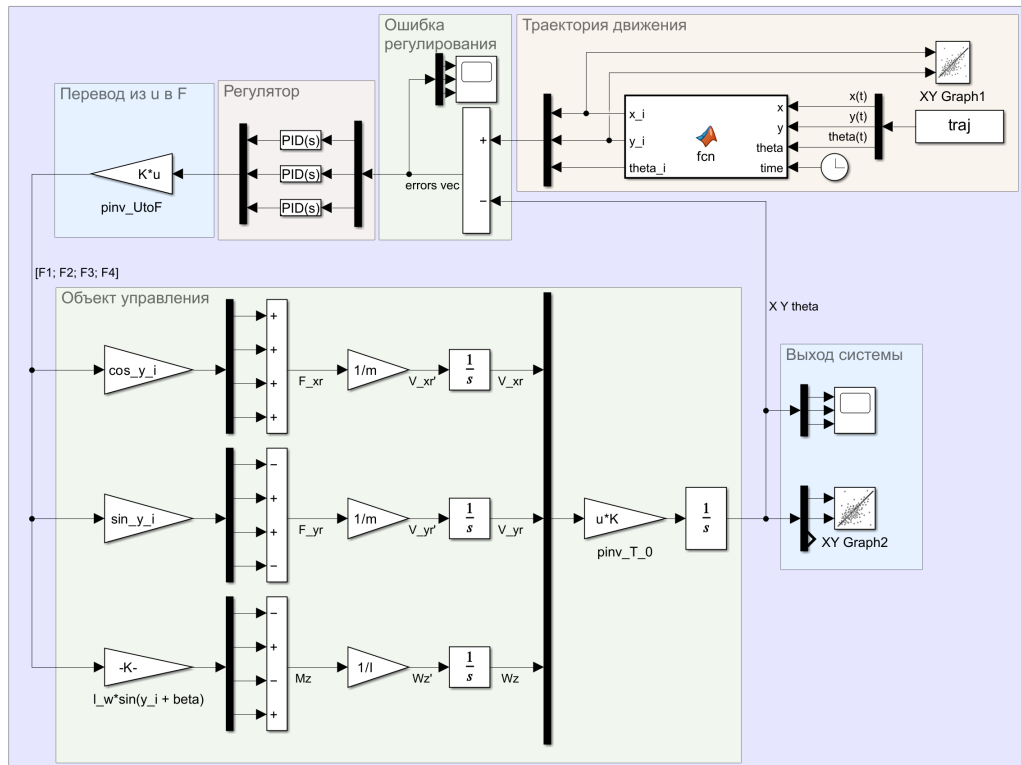 Ошибка
регулирования
Траектория движения
Перевод из u в F
Регулятор
K*u
pinv_UtoF
PID(s)
PID(s)
PID(s)
errors vec
+
−
x_i
y_i
theta_i
fcn
x
y
theta
time
x(t)
y(t)
theta(t)
traj
XY Graph1
[F1; F2; F3; F4]
X Y theta
Объект управления
cos_y_i
+
+
+
+
F_xr
1/m
V_xr'
1
s
V_xr
sin_y_i
−
+
+
−
F_yr
1/m
V_yr'
1
s
V_yr
-K-
l_w*sin(y_i + beta)
−
+
−
+
Mz
1/I
Wz'
1
s
Wz
u*K
pinv_T_0
1
s
Выход системы
XY Graph2